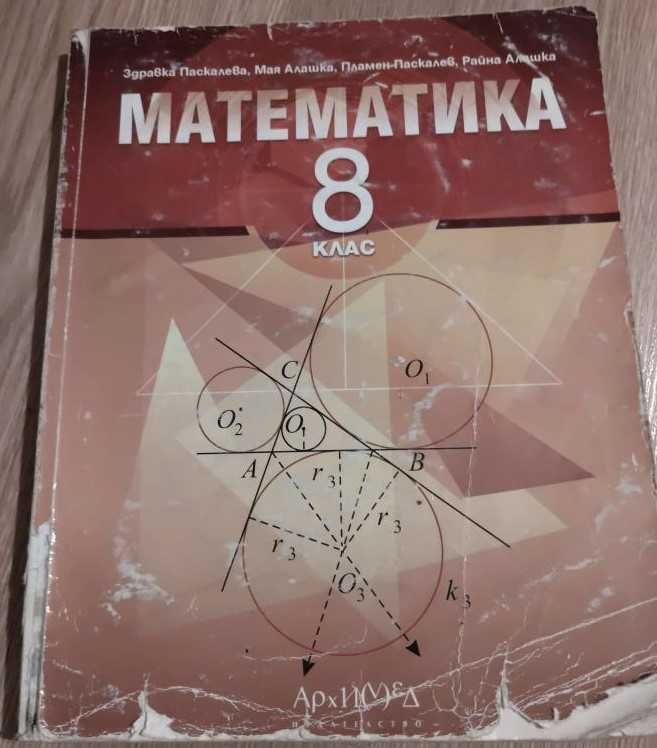 Здравка Паскалева, Мая Алашка, Пламен Паскалев, Райна Алашка
МАТЕМАТИКА
8
КЛАС
C
O₁
O₂
O
A
B
r₃
r₃
r₃
O₃
k₃
АрхИМеД
ИЗДАТЕЛСТВО